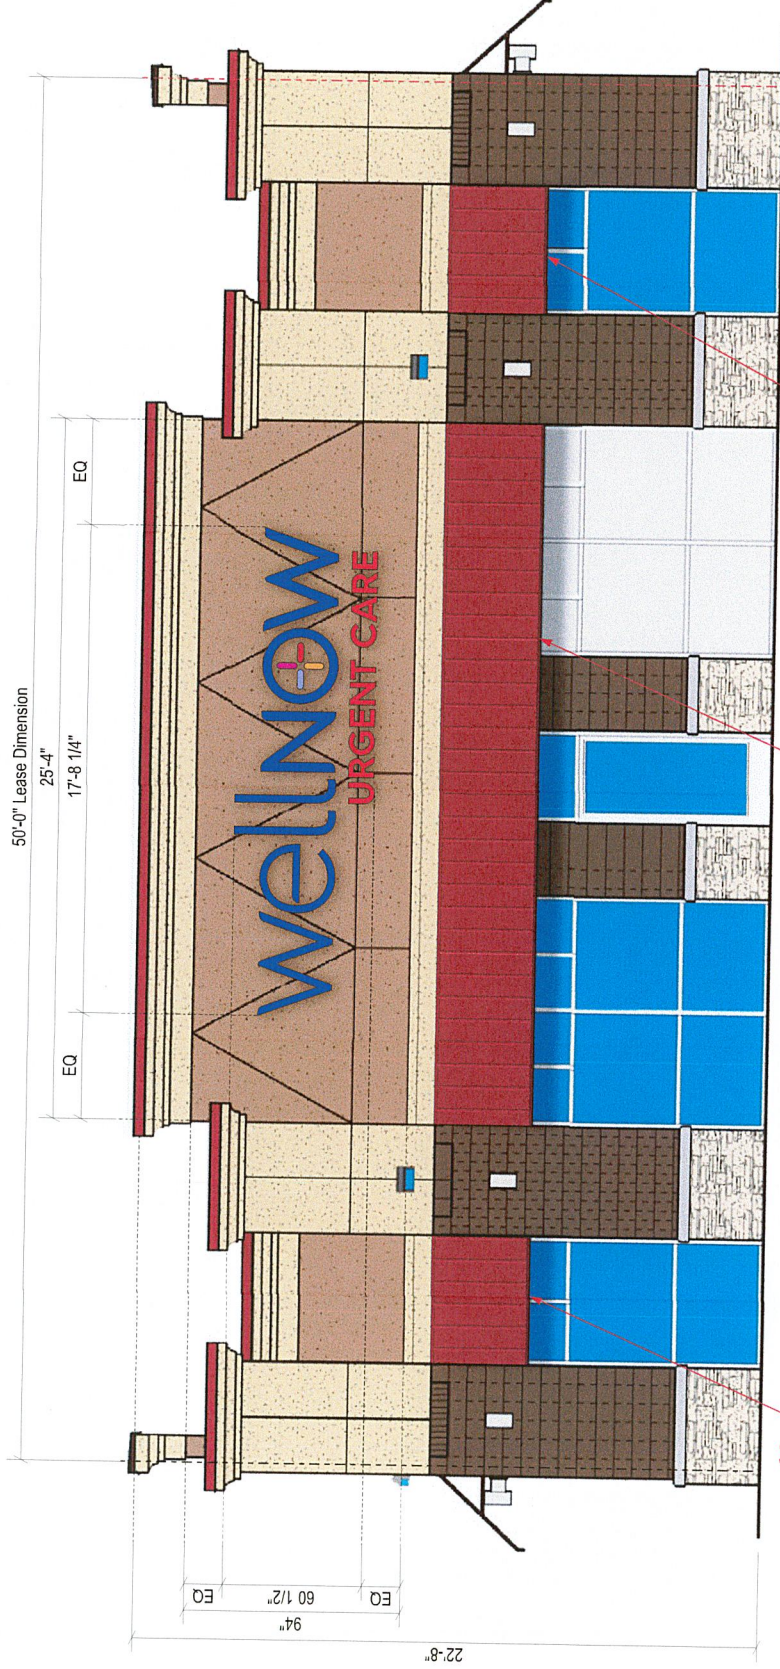 50'-0" Lease Dimension
25'-4"
17'-8 1/4"
EQ
EQ
wellNOW
URGENT CARE
EQ
60 1/2"
EQ
94"
22'-8"